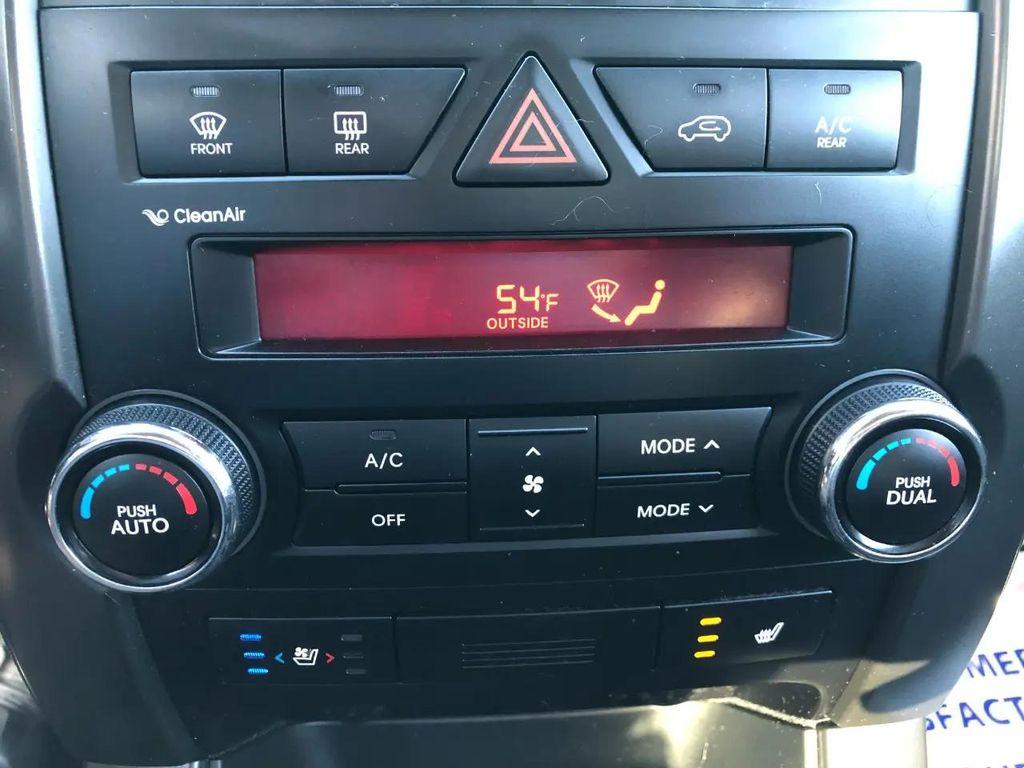 FRONT
REAR
A/C
REAR
CleanAir
54°F
OUTSIDE
PUSH
AUTO
A/C
OFF
MODE
MODE
PUSH
DUAL